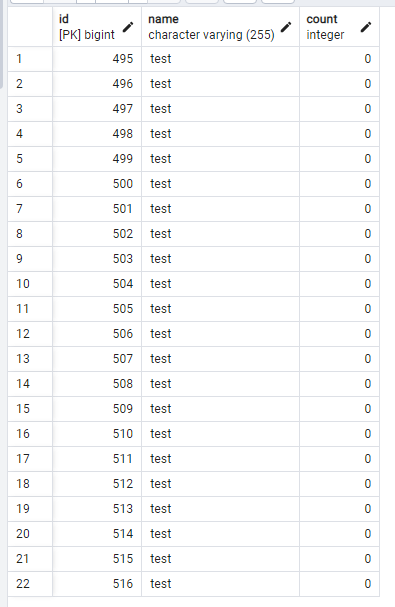 id name count
[PK] bigint character varying (255) integer
1 495 test 0
2 496 test 0
3 497 test 0
4 498 test 0
5 499 test 0
6 500 test 0
7 501 test 0
8 502 test 0
9 503 test 0
10 504 test 0
11 505 test 0
12 506 test 0
13 507 test 0
14 508 test 0
15 509 test 0
16 510 test 0
17 511 test 0
18 512 test 0
19 513 test 0
20 514 test 0
21 515 test 0
22 516 test 0